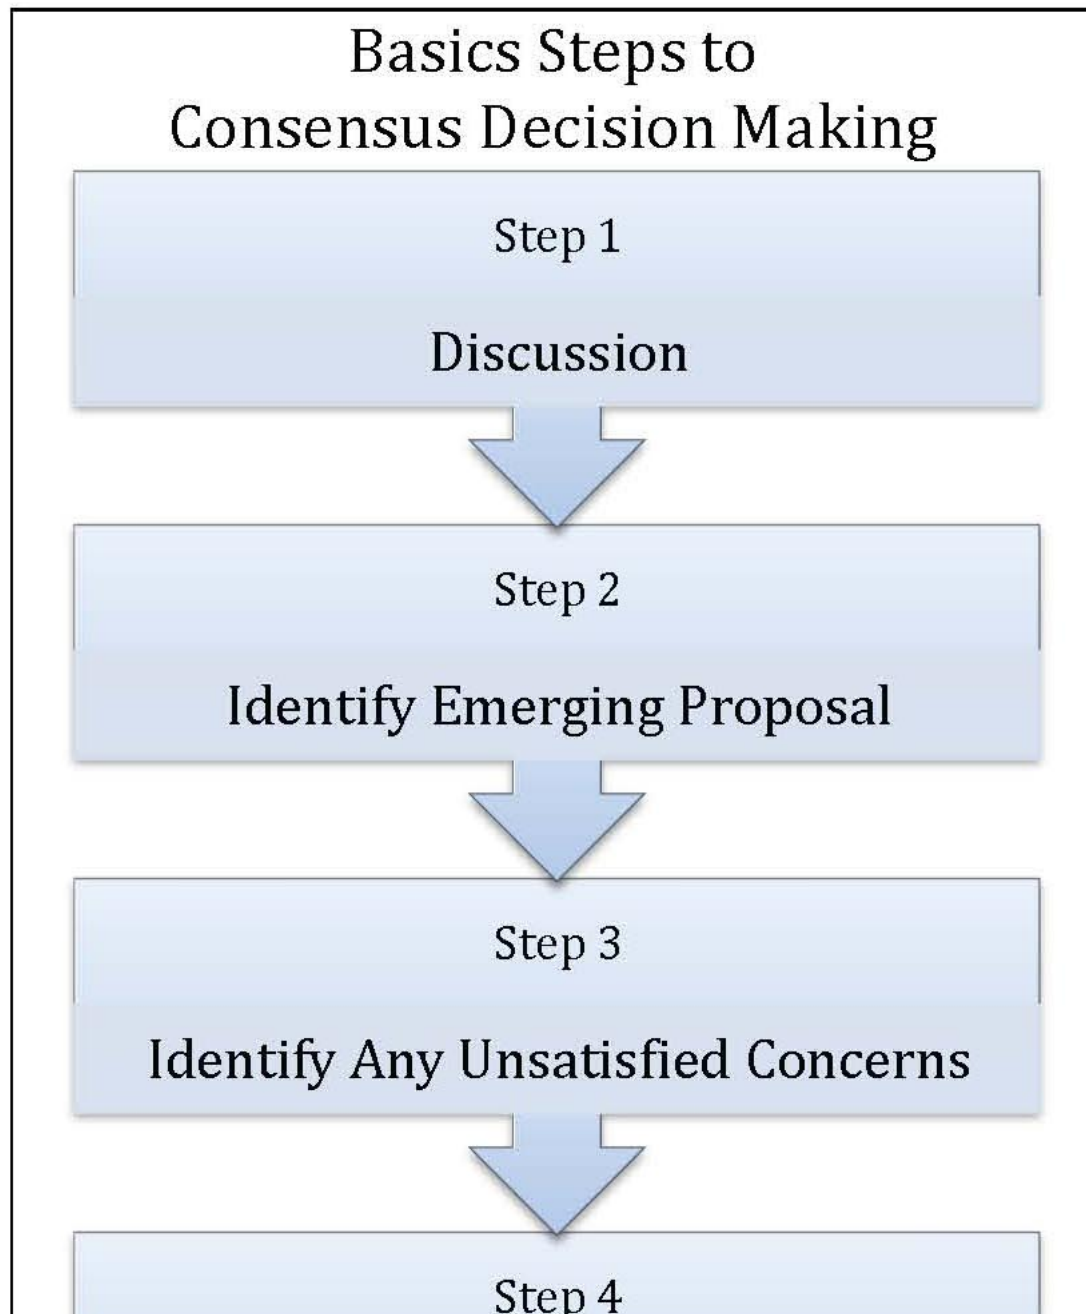 Basics Steps to
Consensus Decision Making
Step 1
Discussion
Step 2
Identify Emerging Proposal
Step 3
Identify Any Unsatisfied Concerns
Step 4